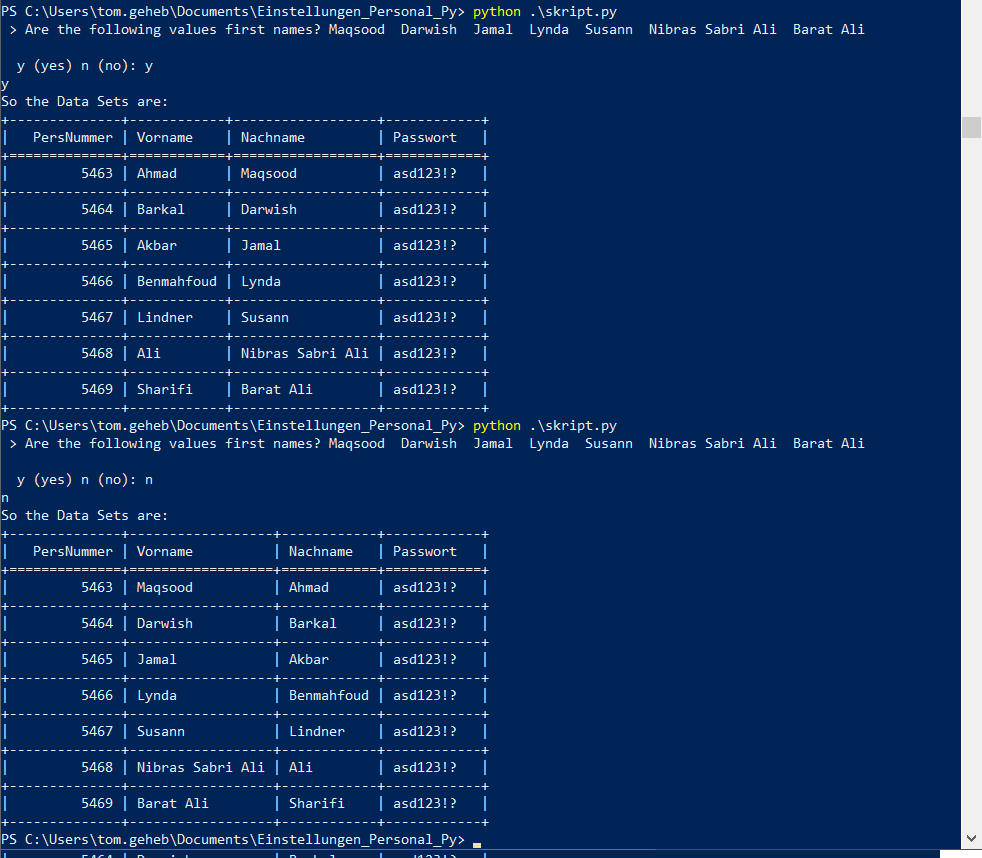 PS C:\Users\tom.geheb\Documents\Einstellungen_Personal_Py> python .\skript.py
> Are the following values first names? Maqsood  Darwish  Jamal  Lynda  Susann  Nibras Sabri Ali  Barat Ali
y (yes) n (no): y
y
So the Data Sets are:
+--------------+------------+------------------+------------+
|   PersNummer | Vorname    | Nachname         | Passwort   |
+==============+============+==================+============+
|         5463 | Ahmad      | Maqsood          | asd123!?   |
+--------------+------------+------------------+------------+
|         5464 | Barkal     | Darwish          | asd123!?   |
+--------------+------------+------------------+------------+
|         5465 | Akbar      | Jamal            | asd123!?   |
+--------------+------------+------------------+------------+
|         5466 | Benmahfoud | Lynda            | asd123!?   |
+--------------+------------+------------------+------------+
|         5467 | Lindner    | Susann           | asd123!?   |
+--------------+------------+------------------+------------+
|         5468 | Ali        | Nibras Sabri Ali | asd123!?   |
+--------------+------------+------------------+------------+
|         5469 | Sharifi    | Barat Ali        | asd123!?   |
+--------------+------------+------------------+------------+
PS C:\Users\tom.geheb\Documents\Einstellungen_Personal_Py> python .\skript.py
> Are the following values first names? Maqsood  Darwish  Jamal  Lynda  Susann  Nibras Sabri Ali  Barat Ali
y (yes) n (no): n
n
So the Data Sets are:
+--------------+------------------+------------+------------+
|   PersNummer | Vorname          | Nachname   | Passwort   |
+==============+==================+============+============+
|         5463 | Maqsood          | Ahmad      | asd123!?   |
+--------------+------------------+------------+------------+
|         5464 | Darwish          | Barkal     | asd123!?   |
+--------------+------------------+------------+------------+
|         5465 | Jamal            | Akbar      | asd123!?   |
+--------------+------------------+------------+------------+
|         5466 | Lynda            | Benmahfoud | asd123!?   |
+--------------+------------------+------------+------------+
|         5467 | Susann           | Lindner    | asd123!?   |
+--------------+------------------+------------+------------+
|         5468 | Nibras Sabri Ali | Ali        | asd123!?   |
+--------------+------------------+------------+------------+
|         5469 | Barat Ali        | Sharifi    | asd123!?   |
+--------------+------------------+------------+------------+
PS C:\Users\tom.geheb\Documents\Einstellungen_Personal_Py>